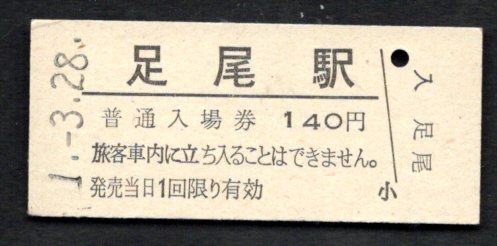 1.-3.28.
足尾駅
普通入場券 140円
旅客車内に立ち入ることはできません。
発売当日1回限り有効
入 足尾
小